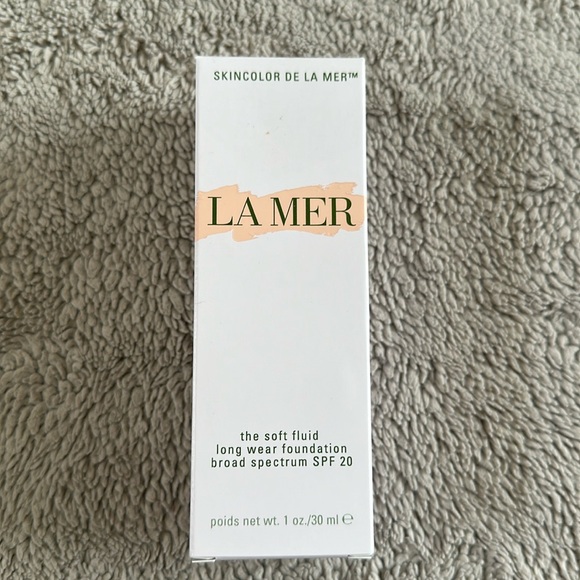 SKINCOLOR DE LA MER™
LA MER
the soft fluid
long wear foundation
broad spectrum SPF 20
poids net wt. 1 oz./30 ml ℮